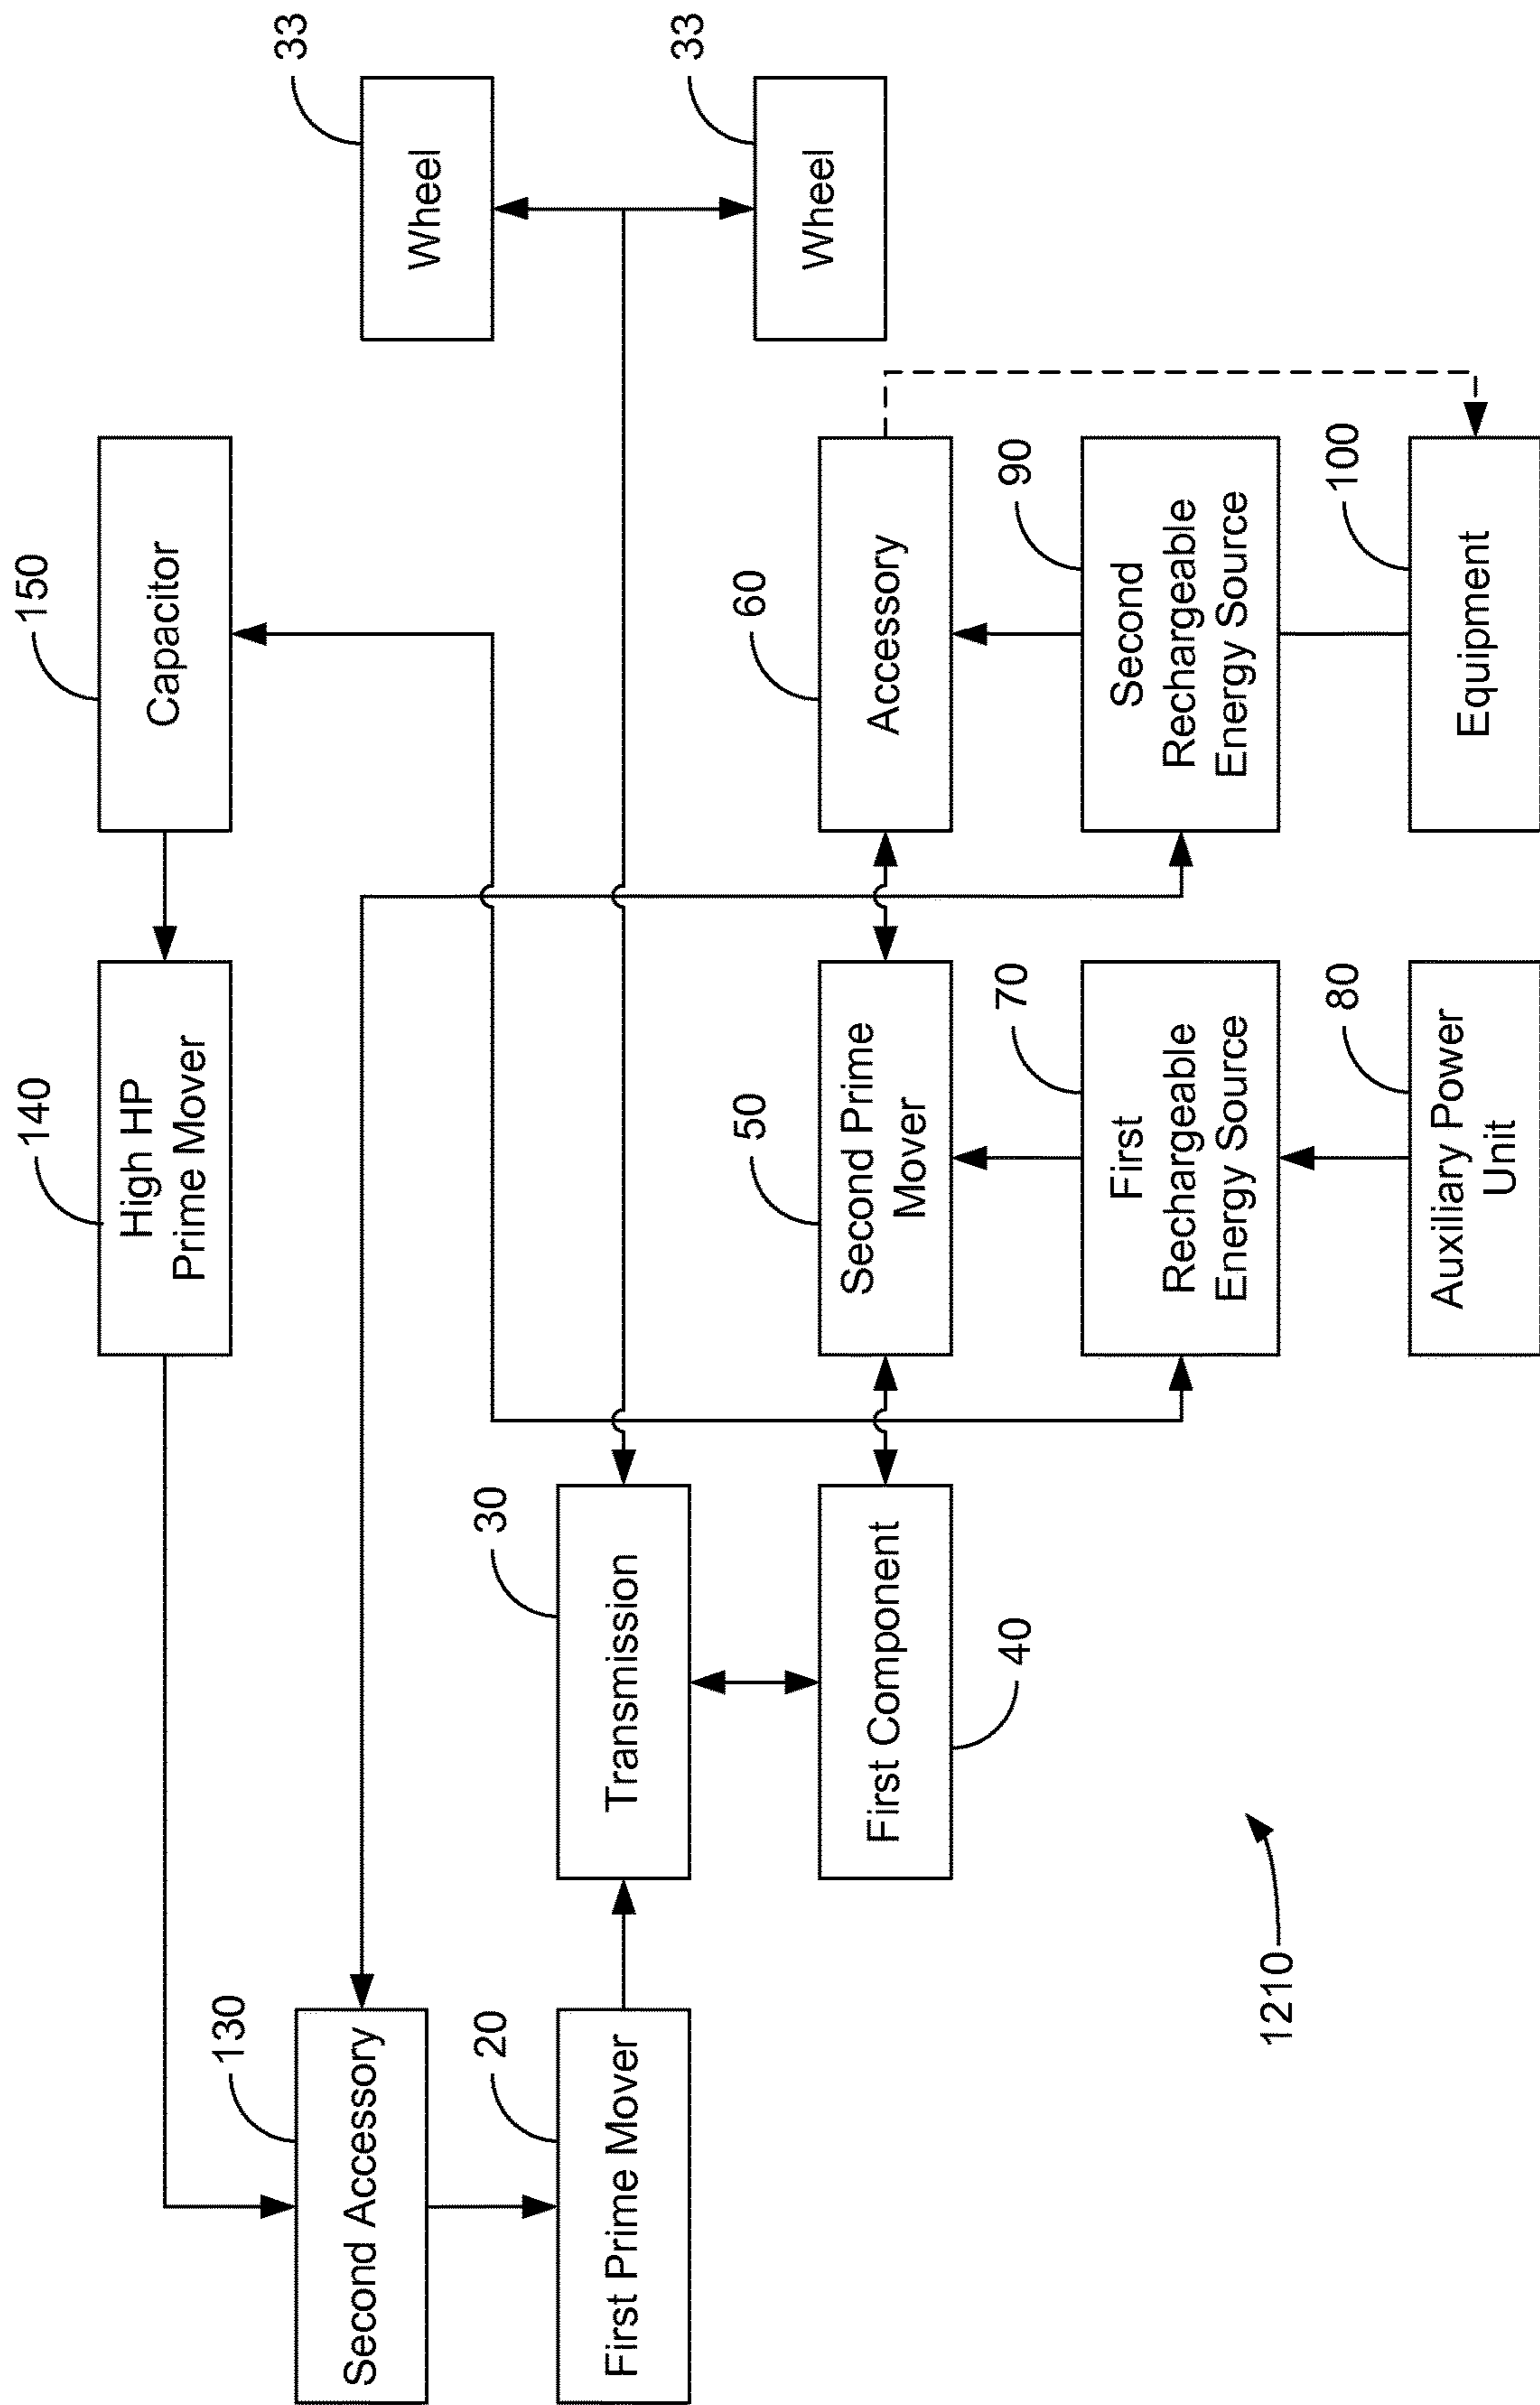 150
Capacitor
140
High HP
Prime Mover
33
Wheel
130
Second Accessory
20
First Prime Mover
30
Transmission
33
Wheel
40
First Component
50
Second Prime
Mover
60
Accessory
70
First
Rechargeable
Energy Source
90
Second
Rechargeable
Energy Source
80
Auxiliary Power
Unit
100
Equipment
1210